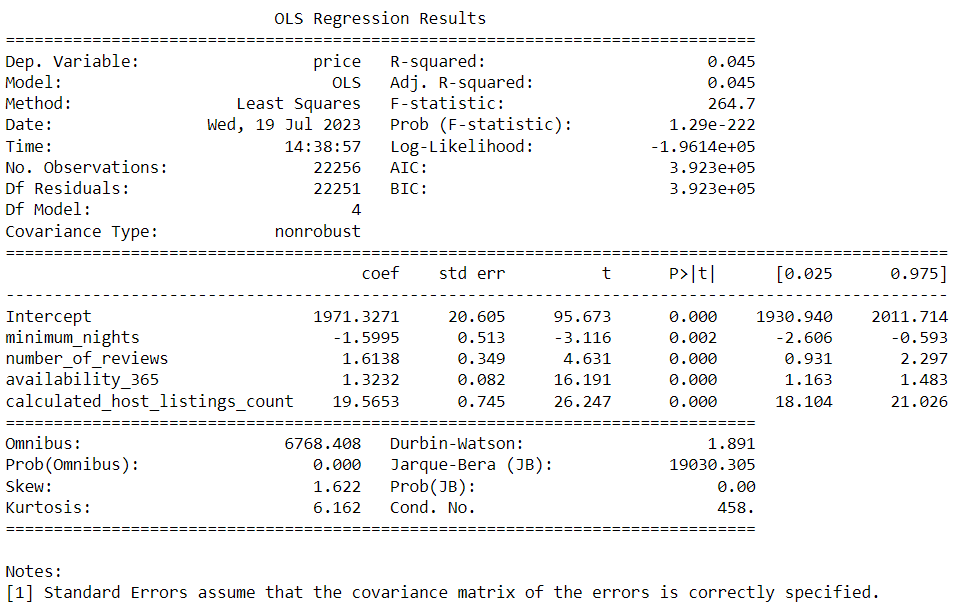 OLS Regression Results
==============================================================================
Dep. Variable:                  price   R-squared:                       0.045
Model:                            OLS   Adj. R-squared:                  0.045
Method:                 Least Squares   F-statistic:                     264.7
Date:                Wed, 19 Jul 2023   Prob (F-statistic):          1.29e-222
Time:                        14:38:57   Log-Likelihood:            -1.9614e+05
No. Observations:               22256   AIC:                         3.923e+05
Df Residuals:                   22251   BIC:                         3.923e+05
Df Model:                           4
Covariance Type:            nonrobust
==================================================================================================
                                     coef    std err          t      P>|t|      [0.025      0.975]
--------------------------------------------------------------------------------------------------
Intercept                       1971.3271     20.605     95.673      0.000    1930.940    2011.714
minimum_nights                    -1.5995      0.513     -3.116      0.002      -2.606      -0.593
number_of_reviews                  1.6138      0.349      4.631      0.000       0.931       2.297
availability_365                   1.3232      0.082     16.191      0.000       1.163       1.483
calculated_host_listings_count    19.5653      0.745     26.247      0.000      18.104      21.026
==============================================================================
Omnibus:                     6768.408   Durbin-Watson:                   1.891
Prob(Omnibus):                  0.000   Jarque-Bera (JB):            19030.305
Skew:                           1.622   Prob(JB):                         0.00
Kurtosis:                       6.162   Cond. No.                         458.
==============================================================================
Notes:
[1] Standard Errors assume that the covariance matrix of the errors is correctly specified.